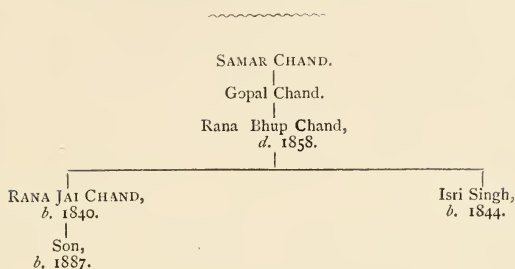 SAMAR CHAND.
Gopal Chand.
Rana Bhup Chand,
d. 1858.
RANA JAI CHAND,
b. 1840.
Son,
b. 1887.
Isri Singh,
b. 1844.